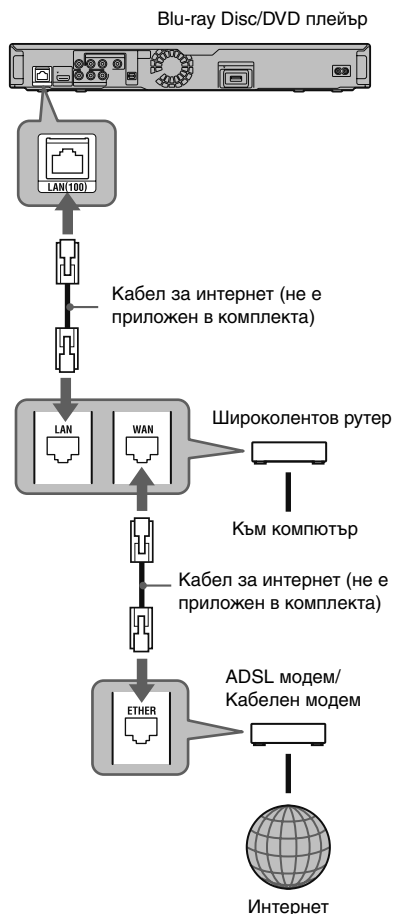 Blu-ray Disc/DVD плейър
LAN(100)
Кабел за интернет (не е
приложен в комплекта)
LAN
WAN
Широколентов рутер
Към компютър
Кабел за интернет (не е
приложен в комплекта)
ADSL модем/
Кабелен модем
ETHER
Интернет